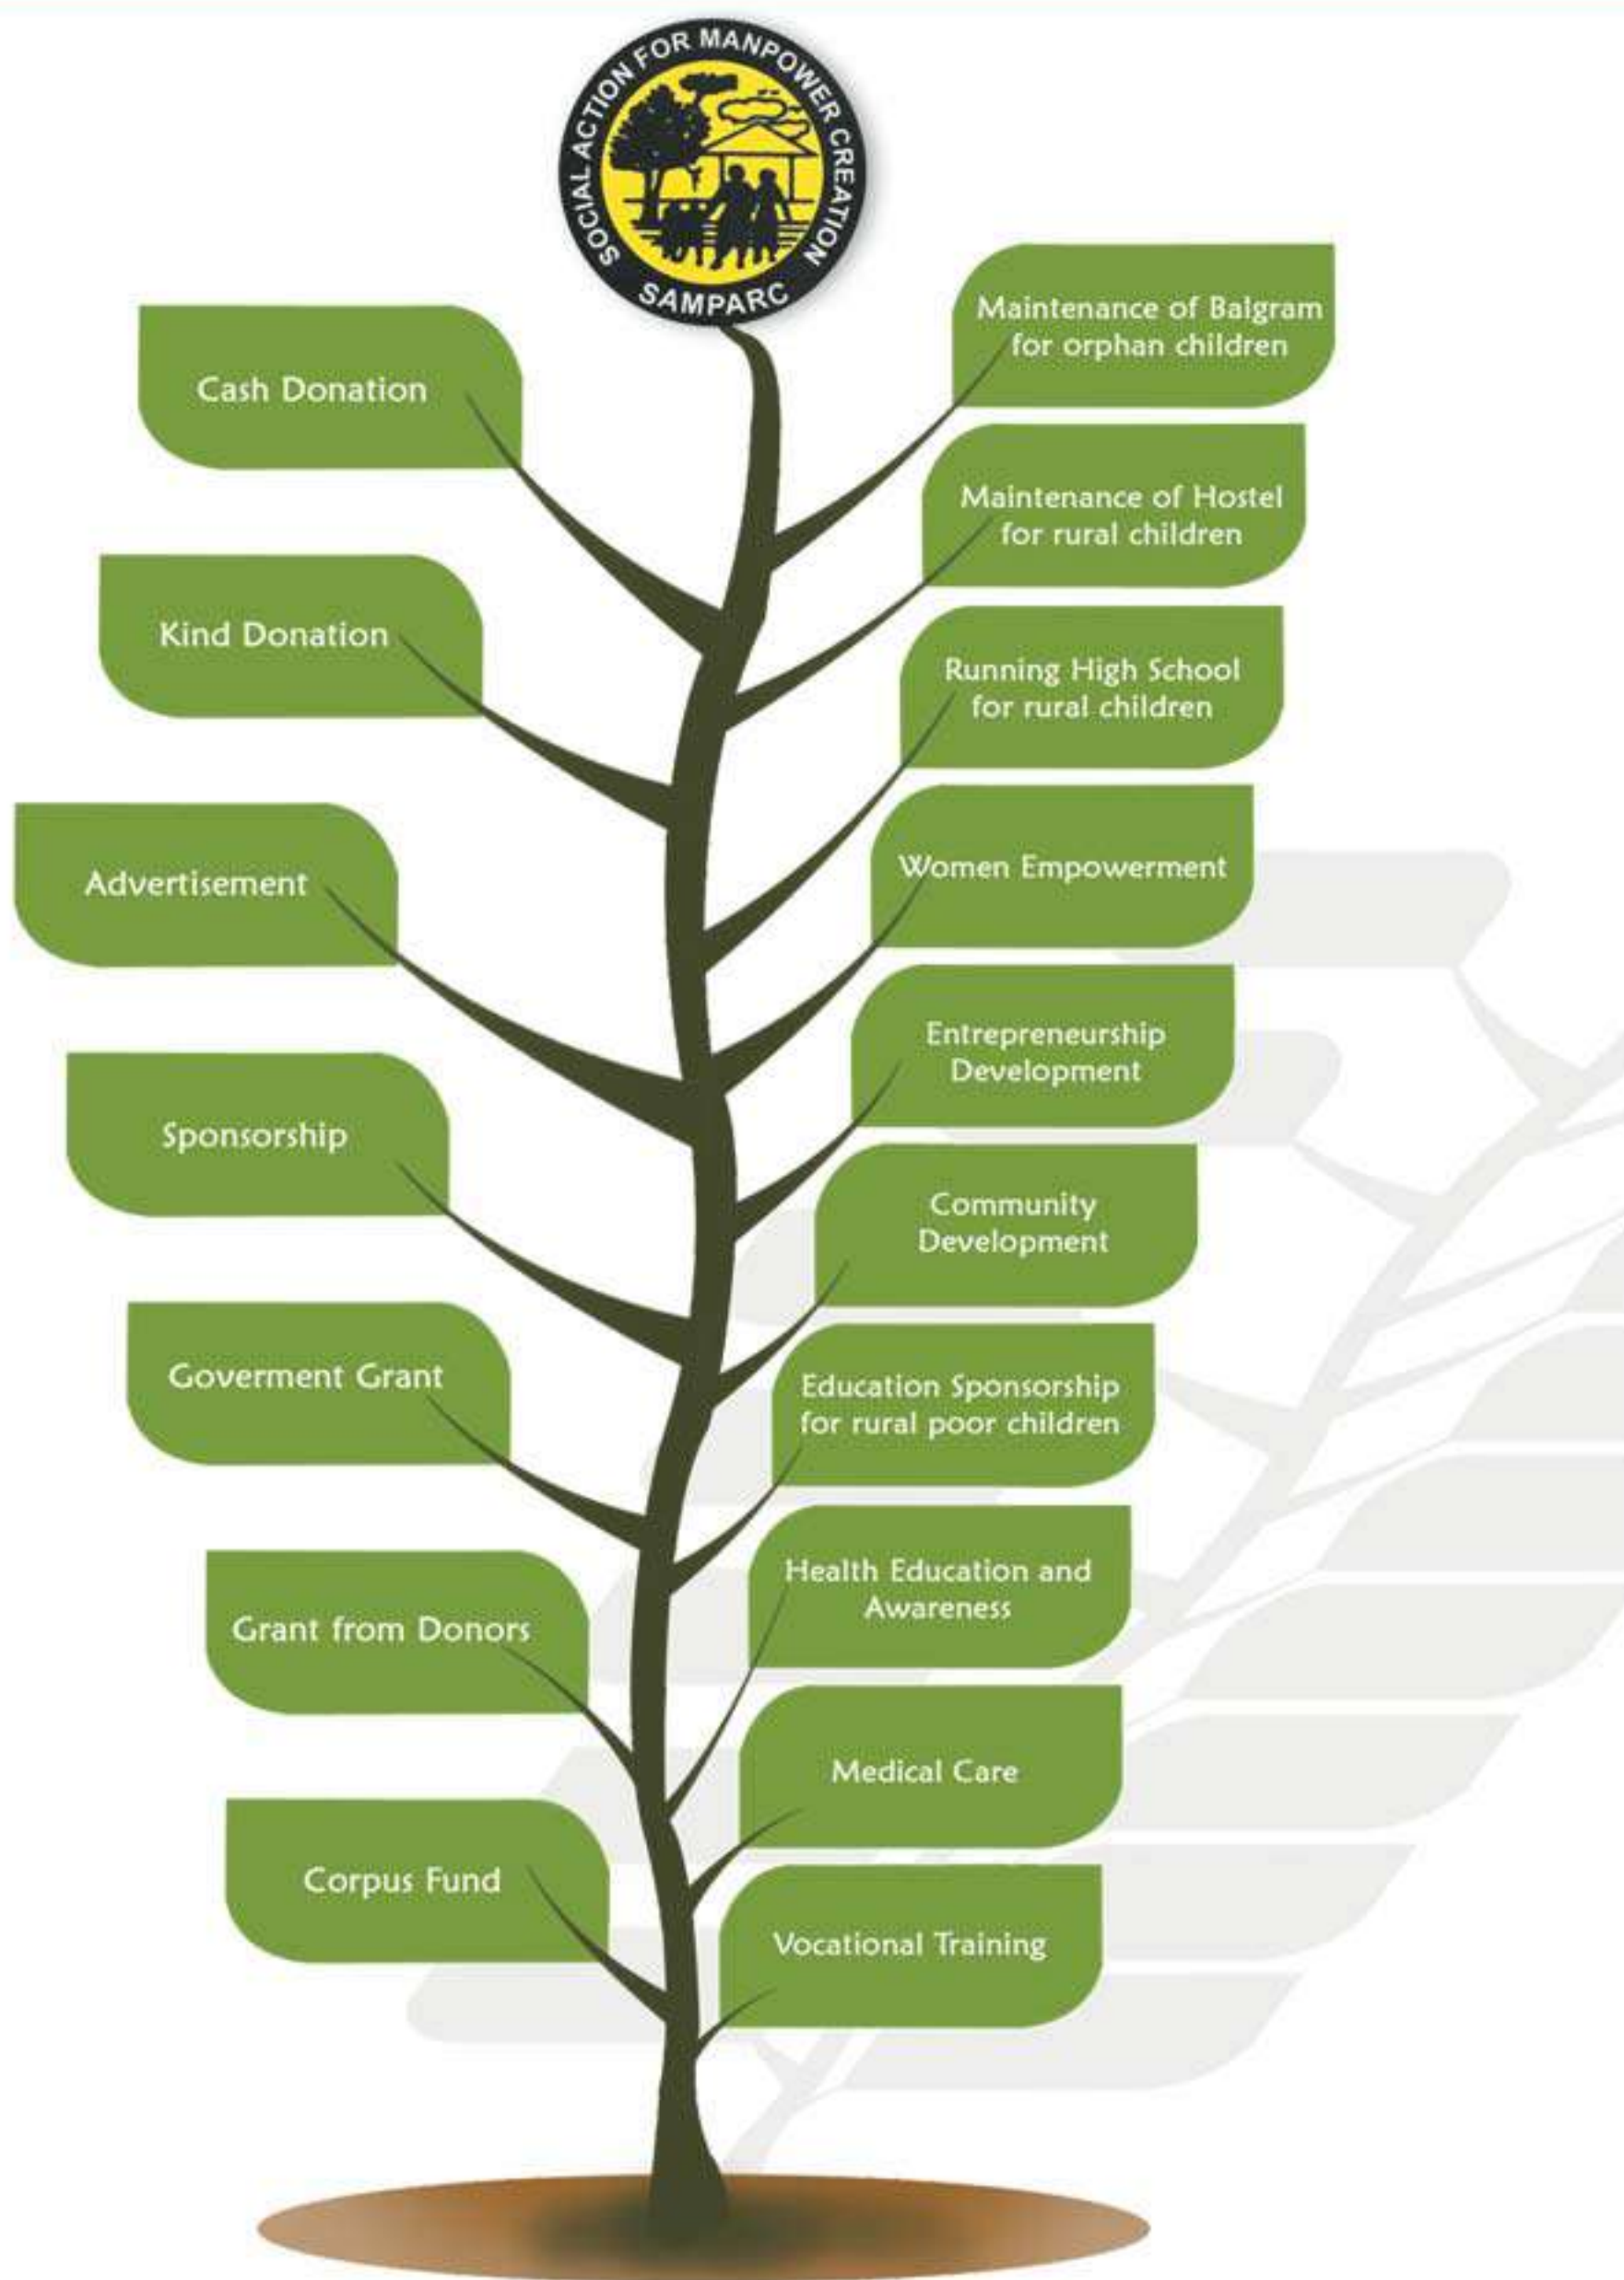 SOCIAL ACTION FOR MANPOWER CREATION
SAMPARC
Cash Donation
Kind Donation
Advertisement
Sponsorship
Goverment Grant
Grant from Donors
Corpus Fund
Maintenance of Balgram
for orphan children
Maintenance of Hostel
for rural children
Running High School
for rural children
Women Empowerment
Entrepreneurship
Development
Community
Development
Education Sponsorship
for rural poor children
Health Education and
Awareness
Medical Care
Vocational Training